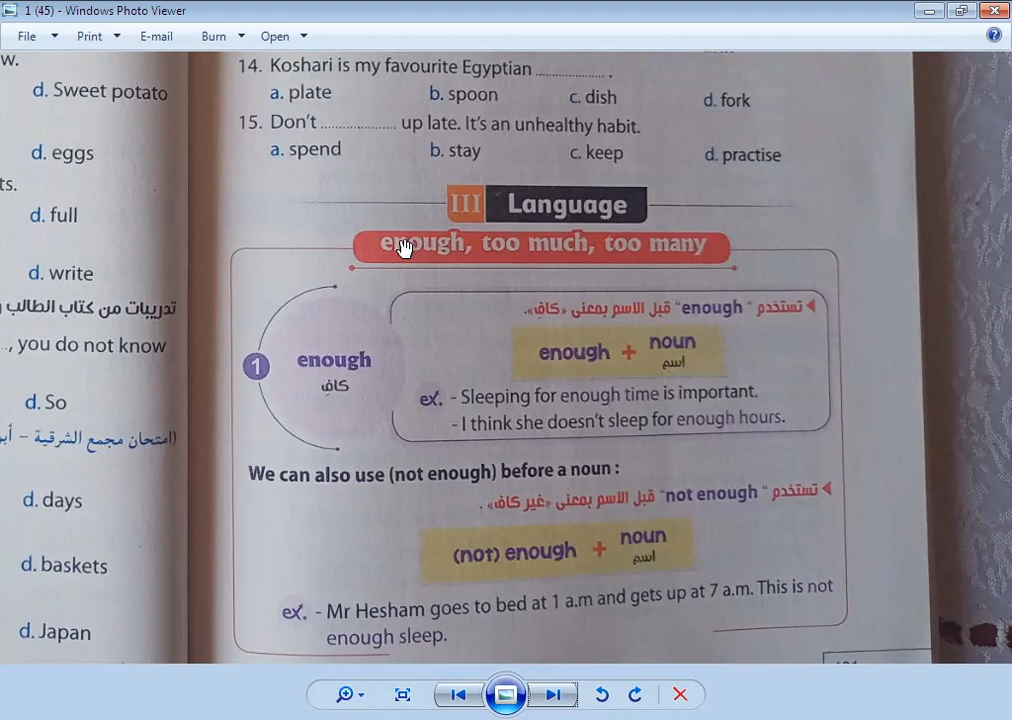 1 (45) - Windows Photo Viewer
File Print E-mail Burn Open
w.
d. Sweet potato
d. eggs
ts.
d. full
d. write
تدريبات من كتاب الطالب و
..., you do not know
d. So
(امتحان مجمع الشرقية – أبو
d. days
d. baskets
d. Japan
14. Koshari is my favourite Egyptian .................... .
a. plate b. spoon c. dish d. fork
15. Don't .................... up late. It's an unhealthy habit.
a. spend b. stay c. keep d. practise
III Language
enough, too much, too many
1 enough
كافٍ
تستخدم "enough" قبل الاسم بمعنى «كافٍ».
enough + noun
اسم
ex. - Sleeping for enough time is important.
- I think she doesn't sleep for enough hours.
We can also use (not enough) before a noun :
تستخدم "not enough" قبل الاسم بمعنى «غير كاف» .
(not) enough + noun
اسم
ex. - Mr Hesham goes to bed at 1 a.m and gets up at 7 a.m. This is not
enough sleep.